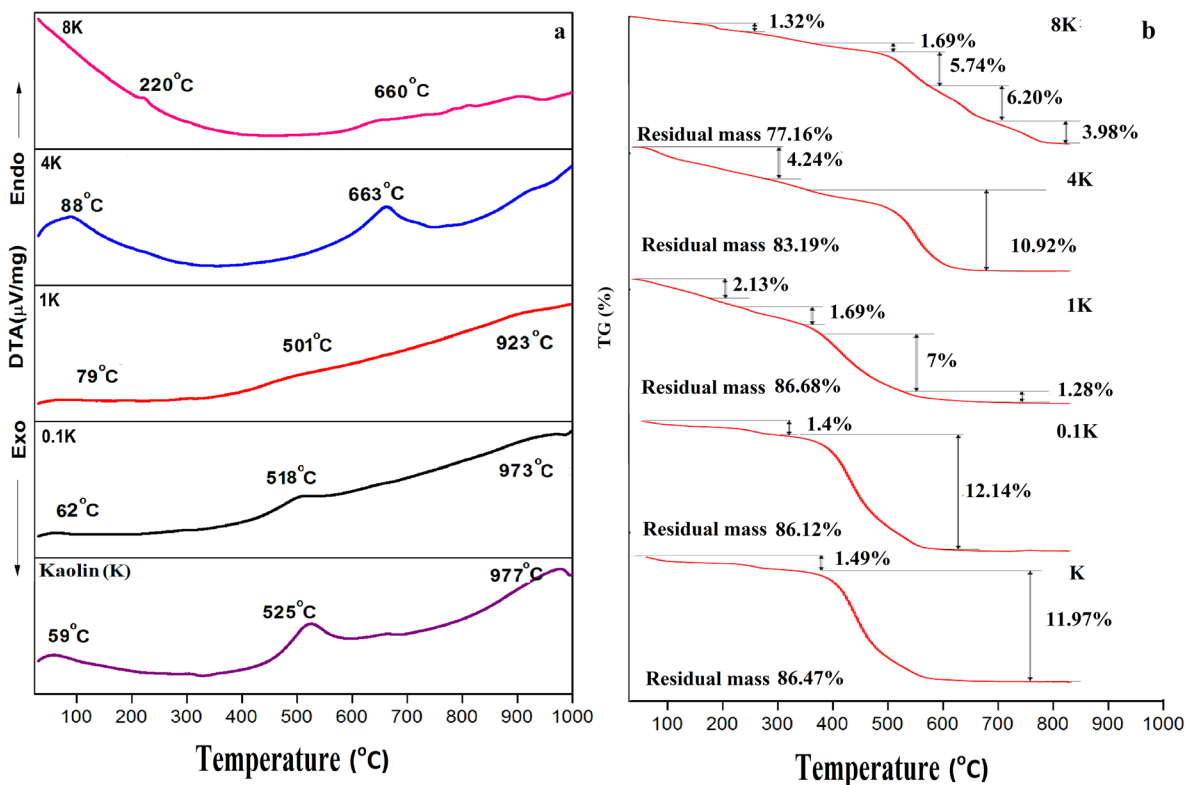 a
8K
220°C
660°C
4K
88°C
663°C
1K
79°C
501°C
923°C
0.1K
62°C
518°C
973°C
Kaolin (K)
59°C
525°C
977°C
DTA(μV/mg)
Endo
Exo
100 200 300 400 500 600 700 800 900 1000
Temperature (°C)
b
8K
1.32%
1.69%
5.74%
6.20%
3.98%
Residual mass 77.16%
4K
4.24%
10.92%
Residual mass 83.19%
1K
2.13%
1.69%
7%
1.28%
Residual mass 86.68%
0.1K
1.4%
12.14%
Residual mass 86.12%
K
1.49%
11.97%
Residual mass 86.47%
TG (%)
100 200 300 400 500 600 700 800 900 1000
Temperature (°C)